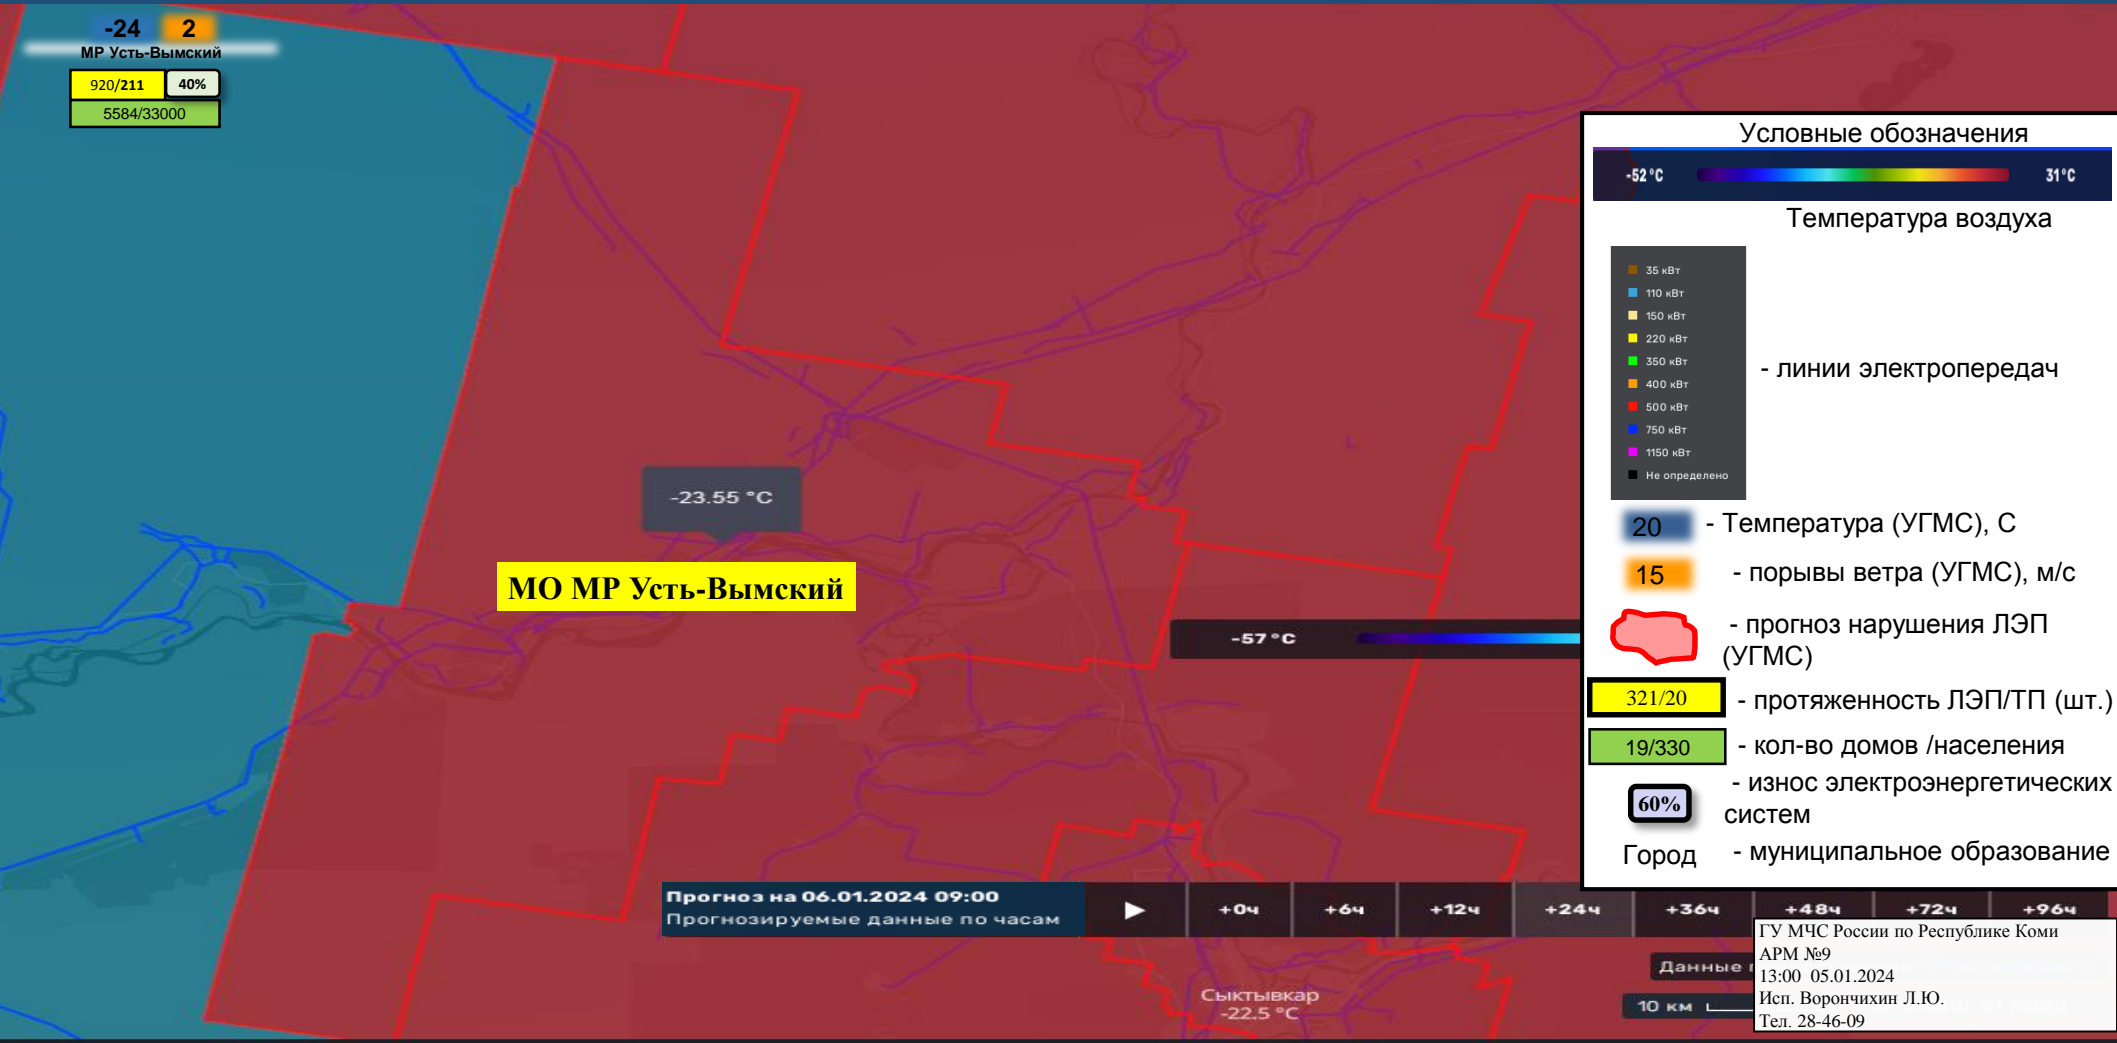 -24 2
МР Усть-Вымский
920/211 40%
5584/33000
-23.55 °C
МО МР Усть-Вымский
-57°C
Условные обозначения
-52°C 31°C
Температура воздуха
35 кВт
110 кВт
150 кВт
220 кВт
350 кВт
400 кВт
500 кВт
750 кВт
1150 кВт
Не определено
- линии электропередач
20 - Температура (УГМС), С
15 - порывы ветра (УГМС), м/с
- прогноз нарушения ЛЭП
(УГМС)
321/20 - протяженность ЛЭП/ТП (шт.)
19/330 - кол-во домов /населения
- износ электроэнергетических
60%
систем
Город - муниципальное образование
Прогноз на 06.01.2024 09:00
Прогнозируемые данные по часам
+0ч +6ч +12ч +24ч +36ч +48ч +72ч +96ч
Данные
10 км
Сыктывкар
-22.5 °C
ГУ МЧС России по Республике Коми
АРМ №9
13:00 05.01.2024
Исп. Ворончихин Л.Ю.
Тел. 28-46-09